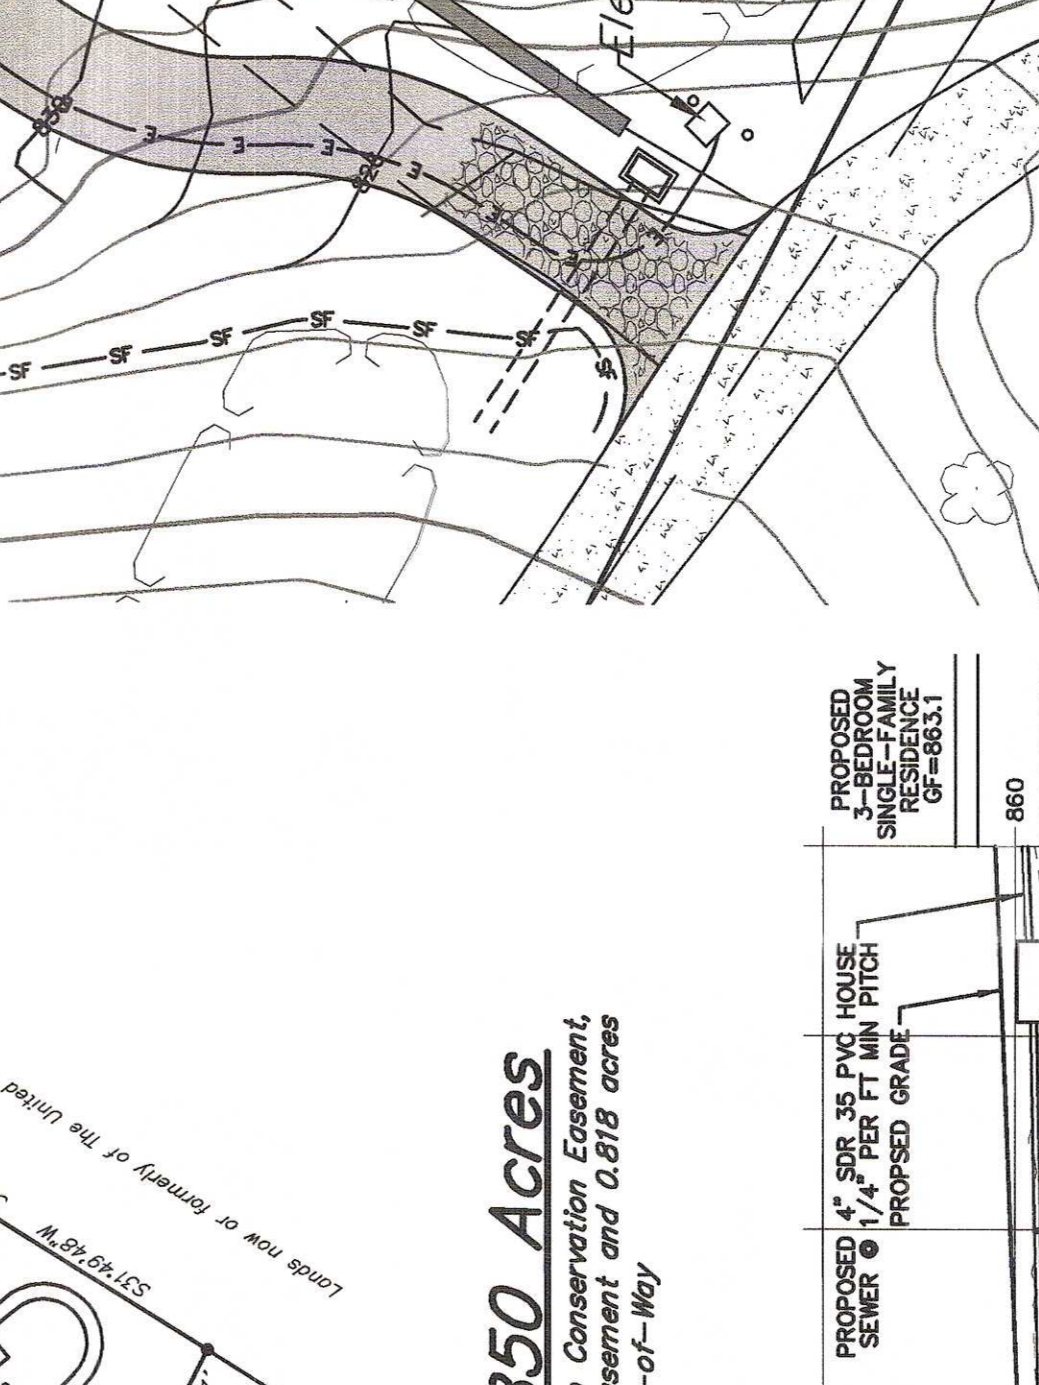 Ele
858
E E E E E E E
828
SF SF SF SF SF SF SF
PROPOSED
3-BEDROOM
SINGLE-FAMILY
RESIDENCE
GF=863.1
860
PROPOSED 4" SDR 35 PVC HOUSE
SEWER @ 1/4" PER FT MIN PITCH
PROPSED GRADE
350 Acres
Conservation Easement,
sement and 0.818 acres
-of-Way
Lands now or formerly of The United
S31°49'48"W